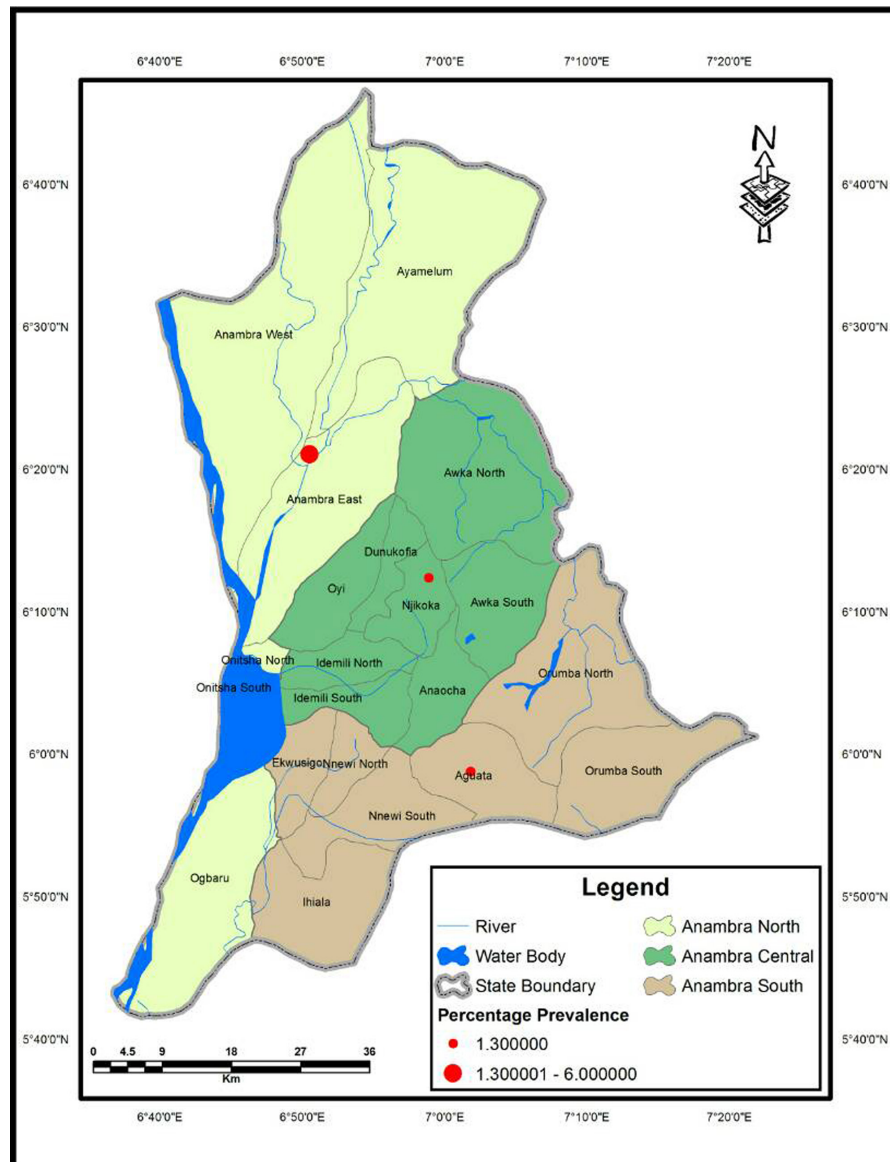 6°40'0"E 6°50'0"E 7°0'0"E 7°10'0"E 7°20'0"E
N
6°40'0"N 6°40'0"N
Ayamelum
6°30'0"N 6°30'0"N
Anambra West
6°20'0"N 6°20'0"N
Awka North
Anambra East
Dunukofia
Oyi
Njikoka Awka South
6°10'0"N 6°10'0"N
Onitsha North Idemili North
Orumba North
Onitsha South
Idemili South Anaocha
6°0'0"N 6°0'0"N
Ekwusigo Nnewi North
Aguata Orumba South
Nnewi South
Ogbaru
5°50'0"N 5°50'0"N
Ihiala
Legend
River
Water Body
State Boundary
Anambra North
Anambra Central
Anambra South
Percentage Prevalence
1.300000
1.300001 - 6.000000
5°40'0"N 5°40'0"N
0 4.5 9 18 27 36
Km
6°40'0"E 6°50'0"E 7°0'0"E 7°10'0"E 7°20'0"E